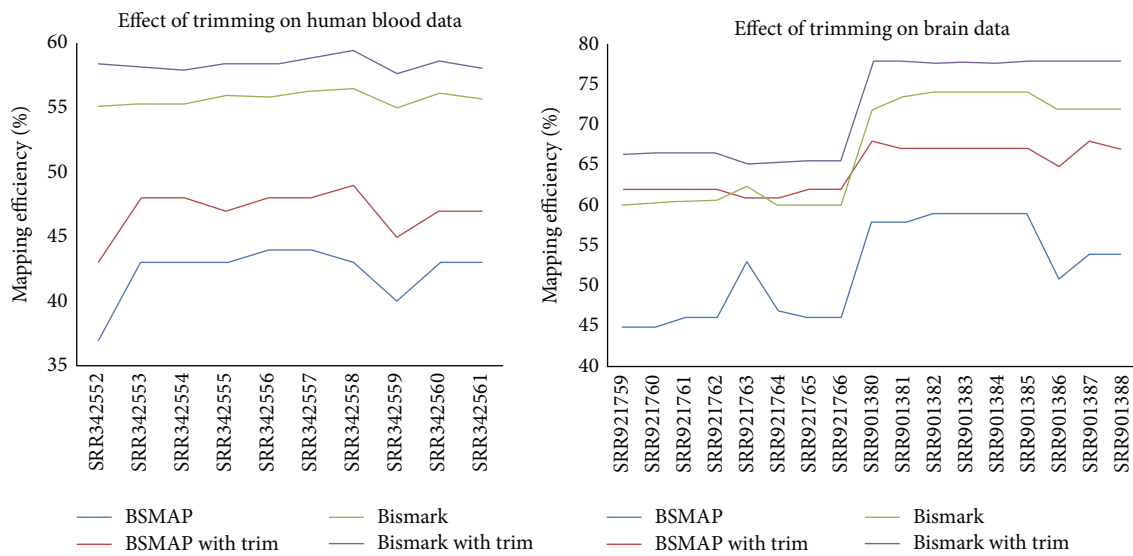 Effect of trimming on human blood data
Mapping efficiency (%)
60
55
50
45
40
35
SRR342552
SRR342553
SRR342554
SRR342555
SRR342556
SRR342557
SRR342558
SRR342559
SRR342560
SRR342561
BSMAP
Bismark
BSMAP with trim
Bismark with trim
Effect of trimming on brain data
Mapping efficiency (%)
80
75
70
65
60
55
50
45
40
SRR921759
SRR921760
SRR921761
SRR921762
SRR921763
SRR921764
SRR921765
SRR921766
SRR901380
SRR901381
SRR901382
SRR901383
SRR901384
SRR901385
SRR901386
SRR901387
SRR901388
BSMAP
Bismark
BSMAP with trim
Bismark with trim